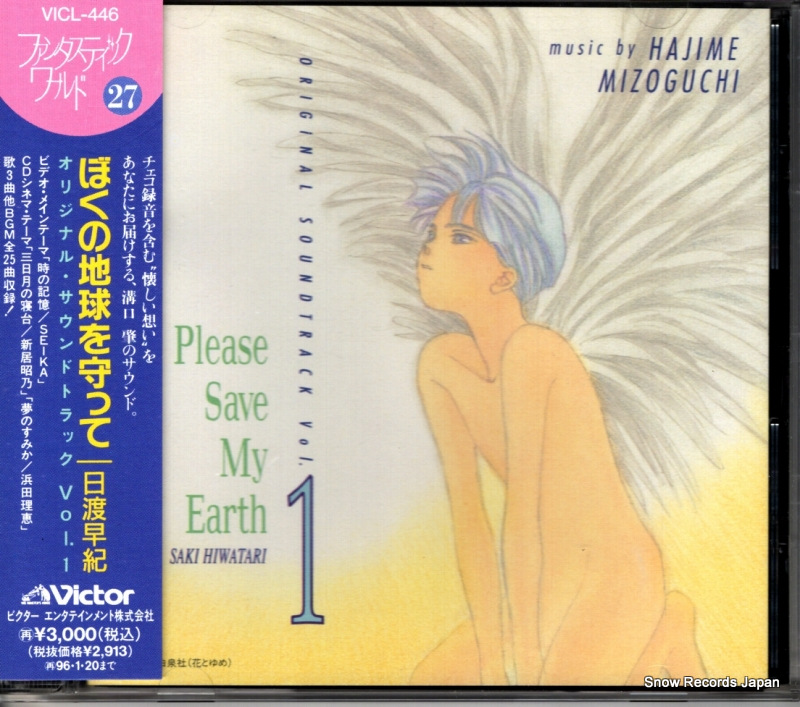 VICL-446
ファンタスティック
ワールド
27
チェコ録音を含む"懐しい想い"を
あなたにお届けする、溝口 肇のサウンド。
ぼくの地球を守って─日渡早紀
オリジナル・サウンドトラック Vol.1
ビデオ・メインテーマ「時の記憶/SEIKA」
CDシネマ・テーマ「三日月の寝台/新居昭乃」「夢のすみか/浜田理恵」
歌3曲他BGM全25曲収録!
Victor
ビクター エンタテインメント株式会社
再¥3,000(税込)
(税抜価格¥2,913)
再96・1・20まで
music by HAJIME
MIZOGUCHI
ORIGINAL SOUNDTRACK Vol.
1
Please
Save
My
Earth
SAKI HIWATARI
泉社(花とゆめ)
Snow Records Japan